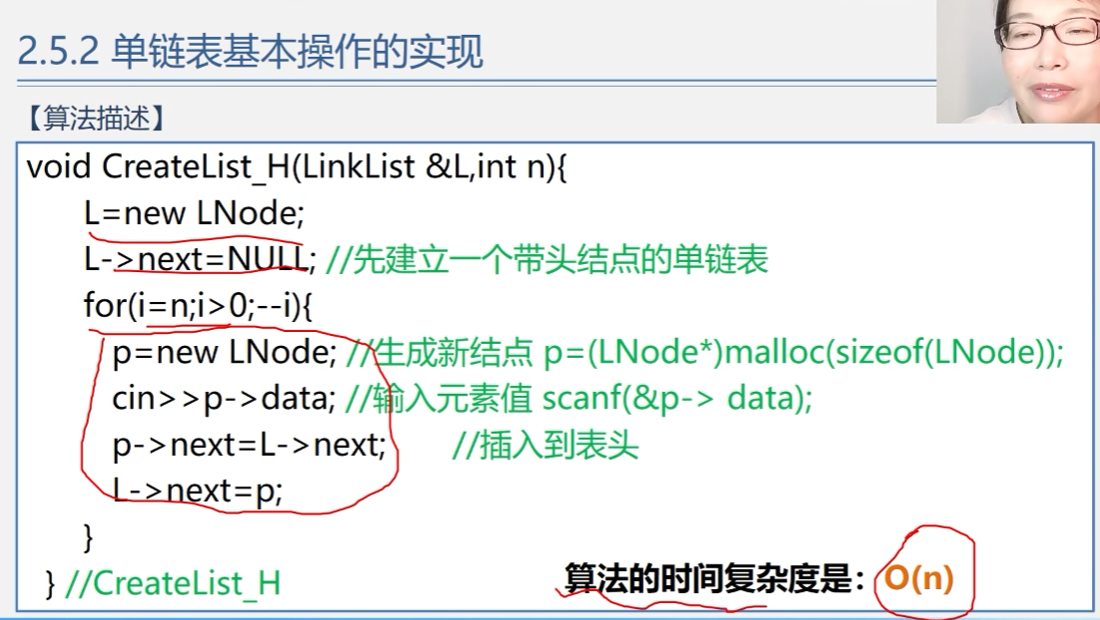 2.5.2 单链表基本操作的实现
【算法描述】
void CreateList_H(LinkList &L,int n){
L=new LNode;
L->next=NULL; //先建立一个带头结点的单链表
for(i=n;i>0;--i){
p=new LNode; //生成新结点 p=(LNode*)malloc(sizeof(LNode));
cin>>p->data; //输入元素值 scanf(&p-> data);
p->next=L->next; //插入到表头
L->next=p;
}
} //CreateList_H
算法的时间复杂度是：O(n)